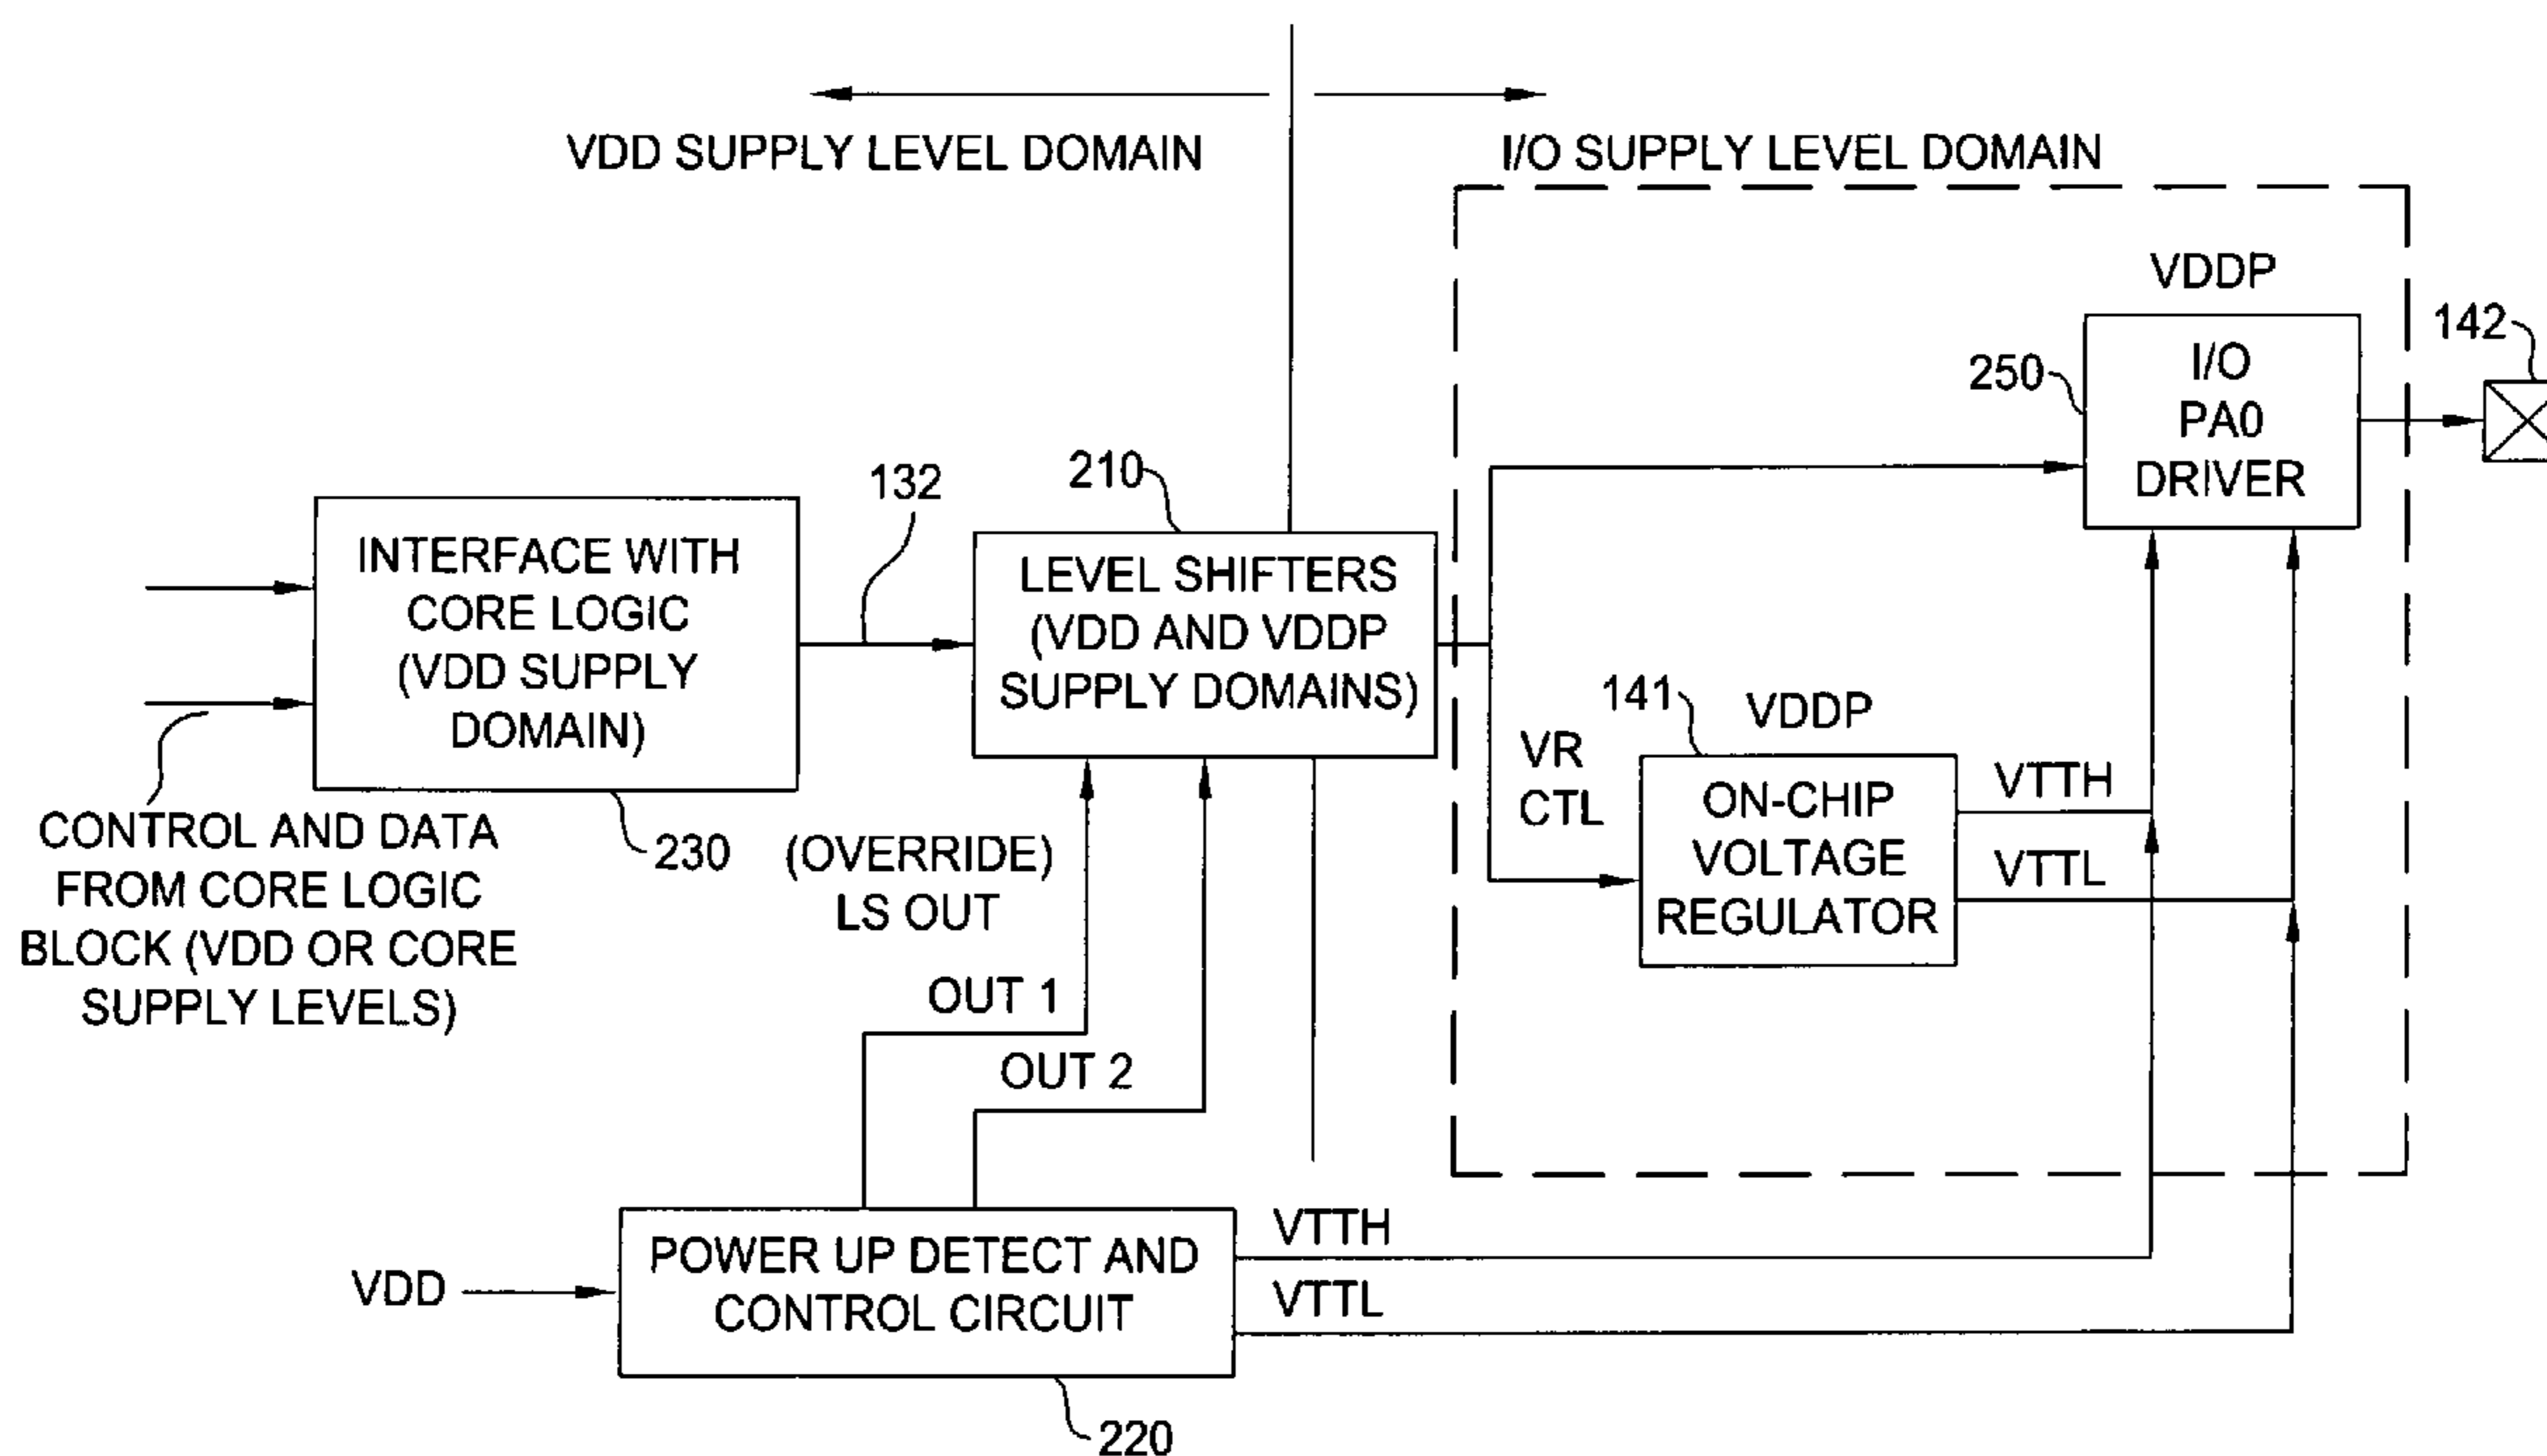 VDD SUPPLY LEVEL DOMAIN
I/O SUPPLY LEVEL DOMAIN
VDDP
142
I/O
PA0
DRIVER
250
132
210
INTERFACE WITH
CORE LOGIC
(VDD SUPPLY
DOMAIN)
LEVEL SHIFTERS
(VDD AND VDDP
SUPPLY DOMAINS)
141
VDDP
VR
CTL
ON-CHIP
VOLTAGE
REGULATOR
VTTH
VTTL
CONTROL AND DATA
FROM CORE LOGIC
BLOCK (VDD OR CORE
SUPPLY LEVELS)
230
(OVERRIDE)
LS OUT
OUT 1
OUT 2
VDD
POWER UP DETECT AND
CONTROL CIRCUIT
VTTH
VTTL
220